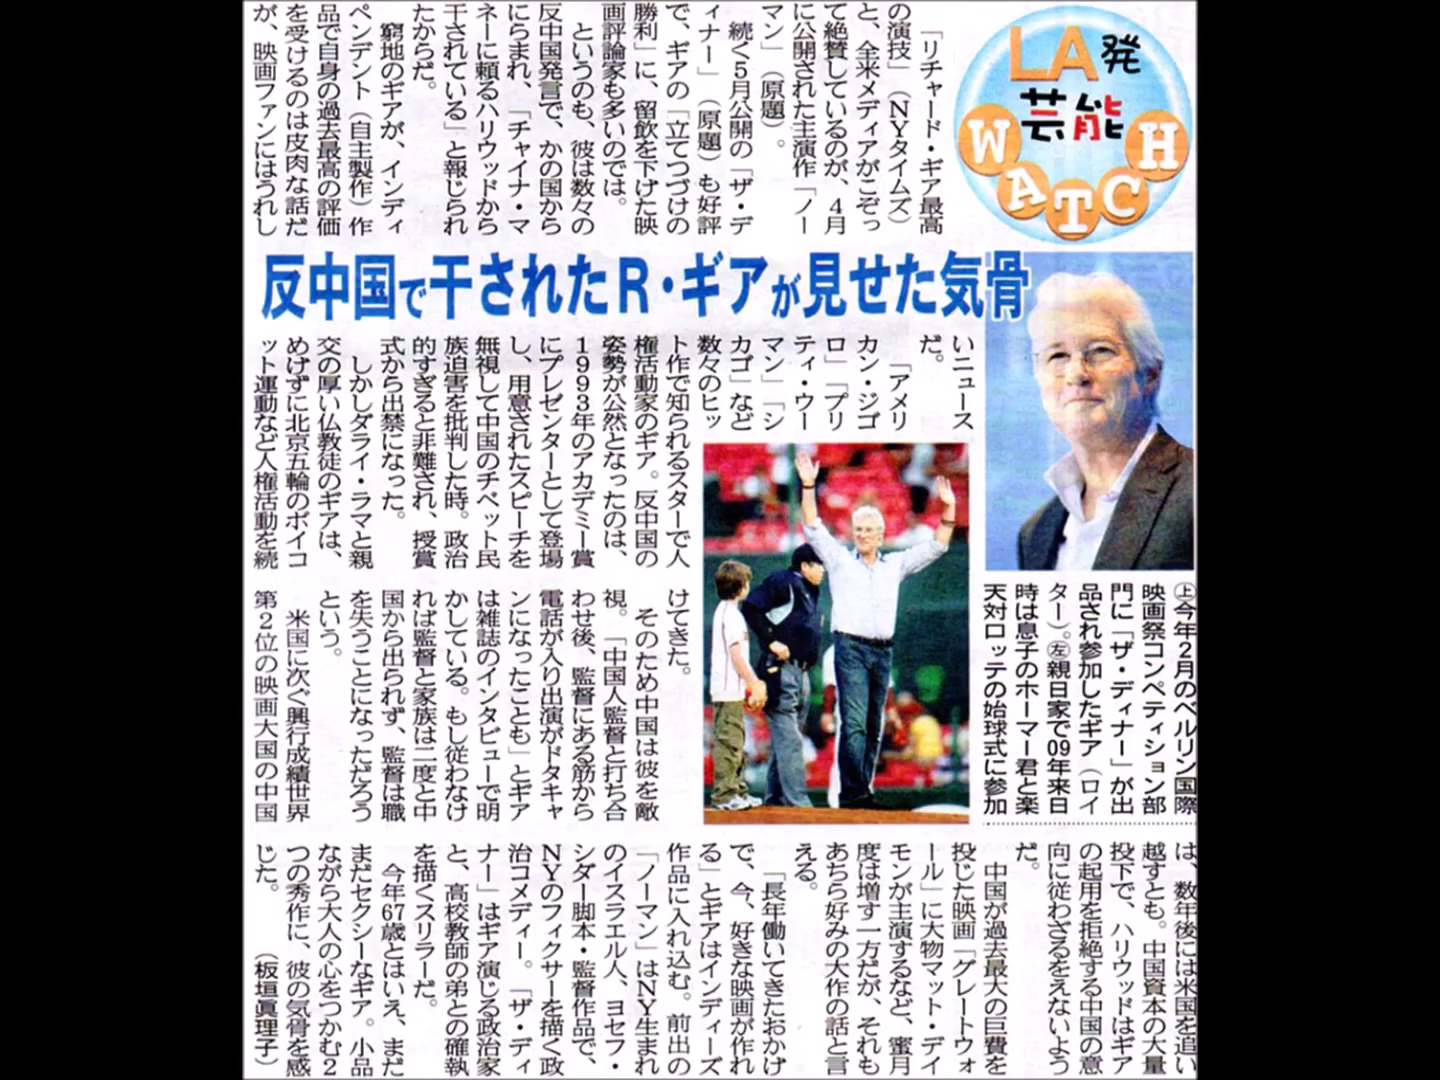 LA発
芸能
WATCH
「リチャード・ギア最高
の演技」（NYタイムズ）
と、全米メディアがこぞっ
て絶賛しているのが、4月
に公開された主演作「ノー
マン」（原題）。
続く5月公開の「ザ・デ
ィナー」（原題）も好評
で、ギアの「立てつづけの
勝利」に、留飲を下げた映
画評論家も多いのでは。
というのも、彼は数々の
反中国発言で、かの国から
にらまれ、「チャイナ・マ
ネーに頼るハリウッドから
干されている」と報じられ
たからだ。
窮地のギアが、インディ
ペンデント（自主製作）作
品で自身の過去最高の評価
を受けるのは皮肉な話だ
が、映画ファンにはうれし
反中国で干されたR・ギアが見せた気骨
いニュース
だ。
「アメリ
カン・ジゴ
ロ」「プリ
ティ・ウー
マン」「シ
カゴ」など
数々のヒッ
ト作で知られるスターで人
権活動家のギア。反中国の
姿勢が公然となったのは、
1993年のアカデミー賞
にプレゼンターとして登場
し、用意されたスピーチを
無視して中国のチベット民
族迫害を批判した時。政治
的すぎると非難され、授賞
式から出禁になった。
しかしダライ・ラマと親
交の厚い仏教徒のギアは、
めげずに北京五輪のボイコ
ット運動など人権活動を続
㊤今年2月のベルリン国際
映画祭コンペティション部
門に「ザ・ディナー」が出
品され参加したギア（ロイ
ター）。㊧親日家で09年来日
時は息子のホーマー君と楽
天対ロッテの始球式に参加
けてきた。
そのため中国は彼を敵
視。「中国人監督と打ち合
わせ後、監督にある筋から
電話が入り出演がドタキャ
ンになったことも」とギア
は雑誌のインタビューで明
かしている。もし従わなけ
れば監督と家族は二度と中
国から出られず、監督は職
を失うことになっただろう
という。
米国に次ぐ興行成績世界
第2位の映画大国の中国
は、数年後には米国を追い
越すとも。中国資本の大量
投下で、ハリウッドはギア
の起用を拒絶する中国の意
向に従わざるをえないよう
だ。
中国が過去最大の巨費を
投じた映画「グレートウォ
ール」に大物マット・デイ
モンが主演するなど、蜜月
度は増す一方だが、それも
あちら好みの大作の話と言
える。
「長年働いてきたおかげ
で、今、好きな映画が作れ
る」とギアはインディーズ
作品に入れ込む。前出の
「ノーマン」はNY生まれ
のイスラエル人、ヨセフ・
シダー脚本・監督作品で、
NYのフィクサーを描く政
治コメディー。「ザ・ディ
ナー」はギア演じる政治家
と、高校教師の弟との確執
を描くスリラーだ。
今年67歳とはいえ、まだ
まだセクシーなギア。小品
ながら大人の心をつかむ2
つの秀作に、彼の気骨を感
じた。（板垣眞理子）